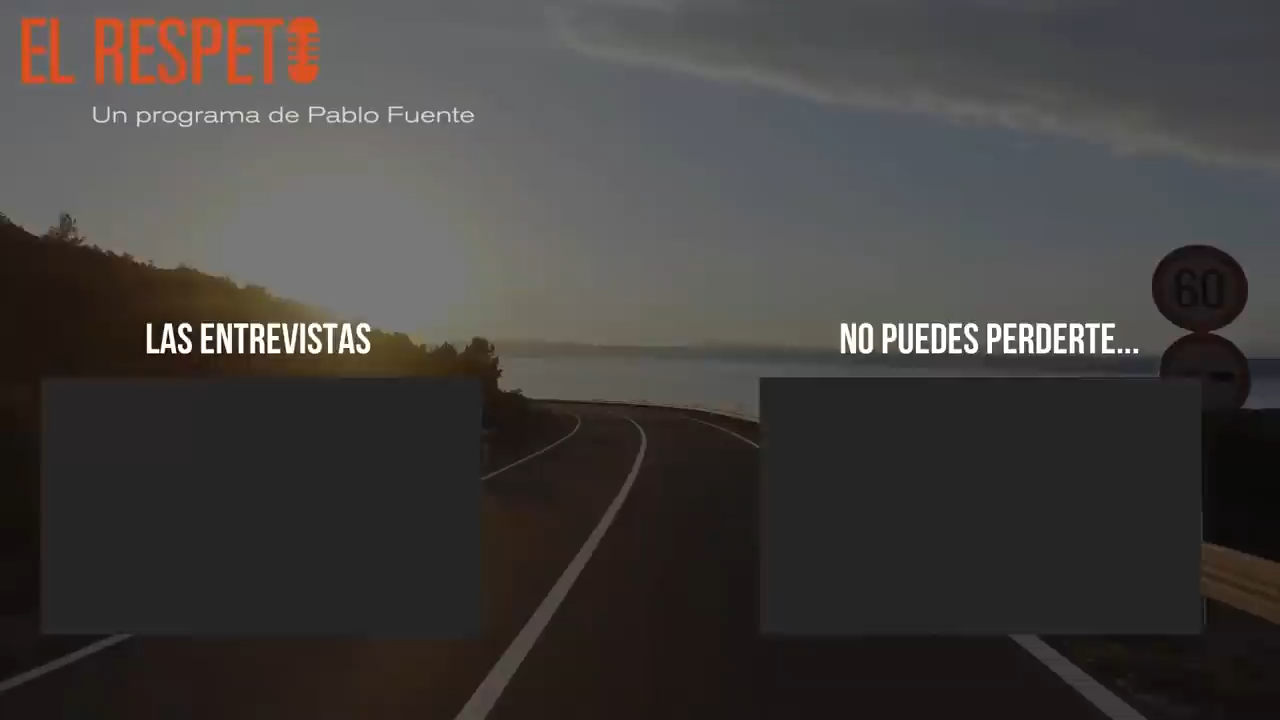 EL RESPETO
Un programa de Pablo Fuente
LAS ENTREVISTAS
NO PUEDES PERDERTE...
60